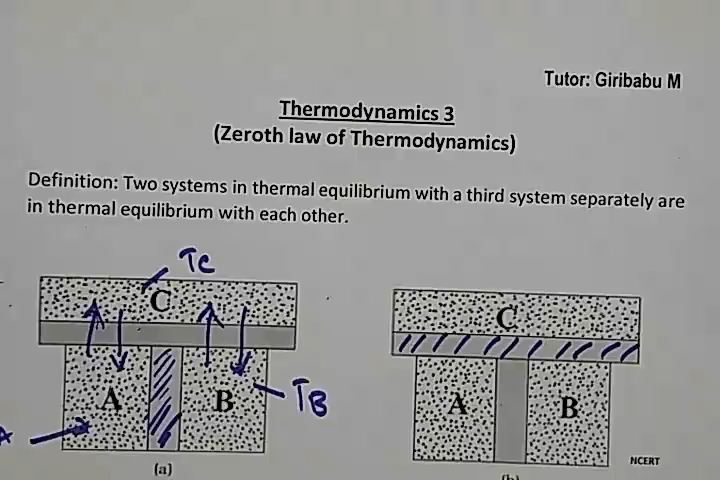 Tutor: Giribabu M
Thermodynamics 3
(Zeroth law of Thermodynamics)
Definition: Two systems in thermal equilibrium with a third system separately are
in thermal equilibrium with each other.
Tc
C
C
A
B
TB
A
B
NCERT
(a)
(b)